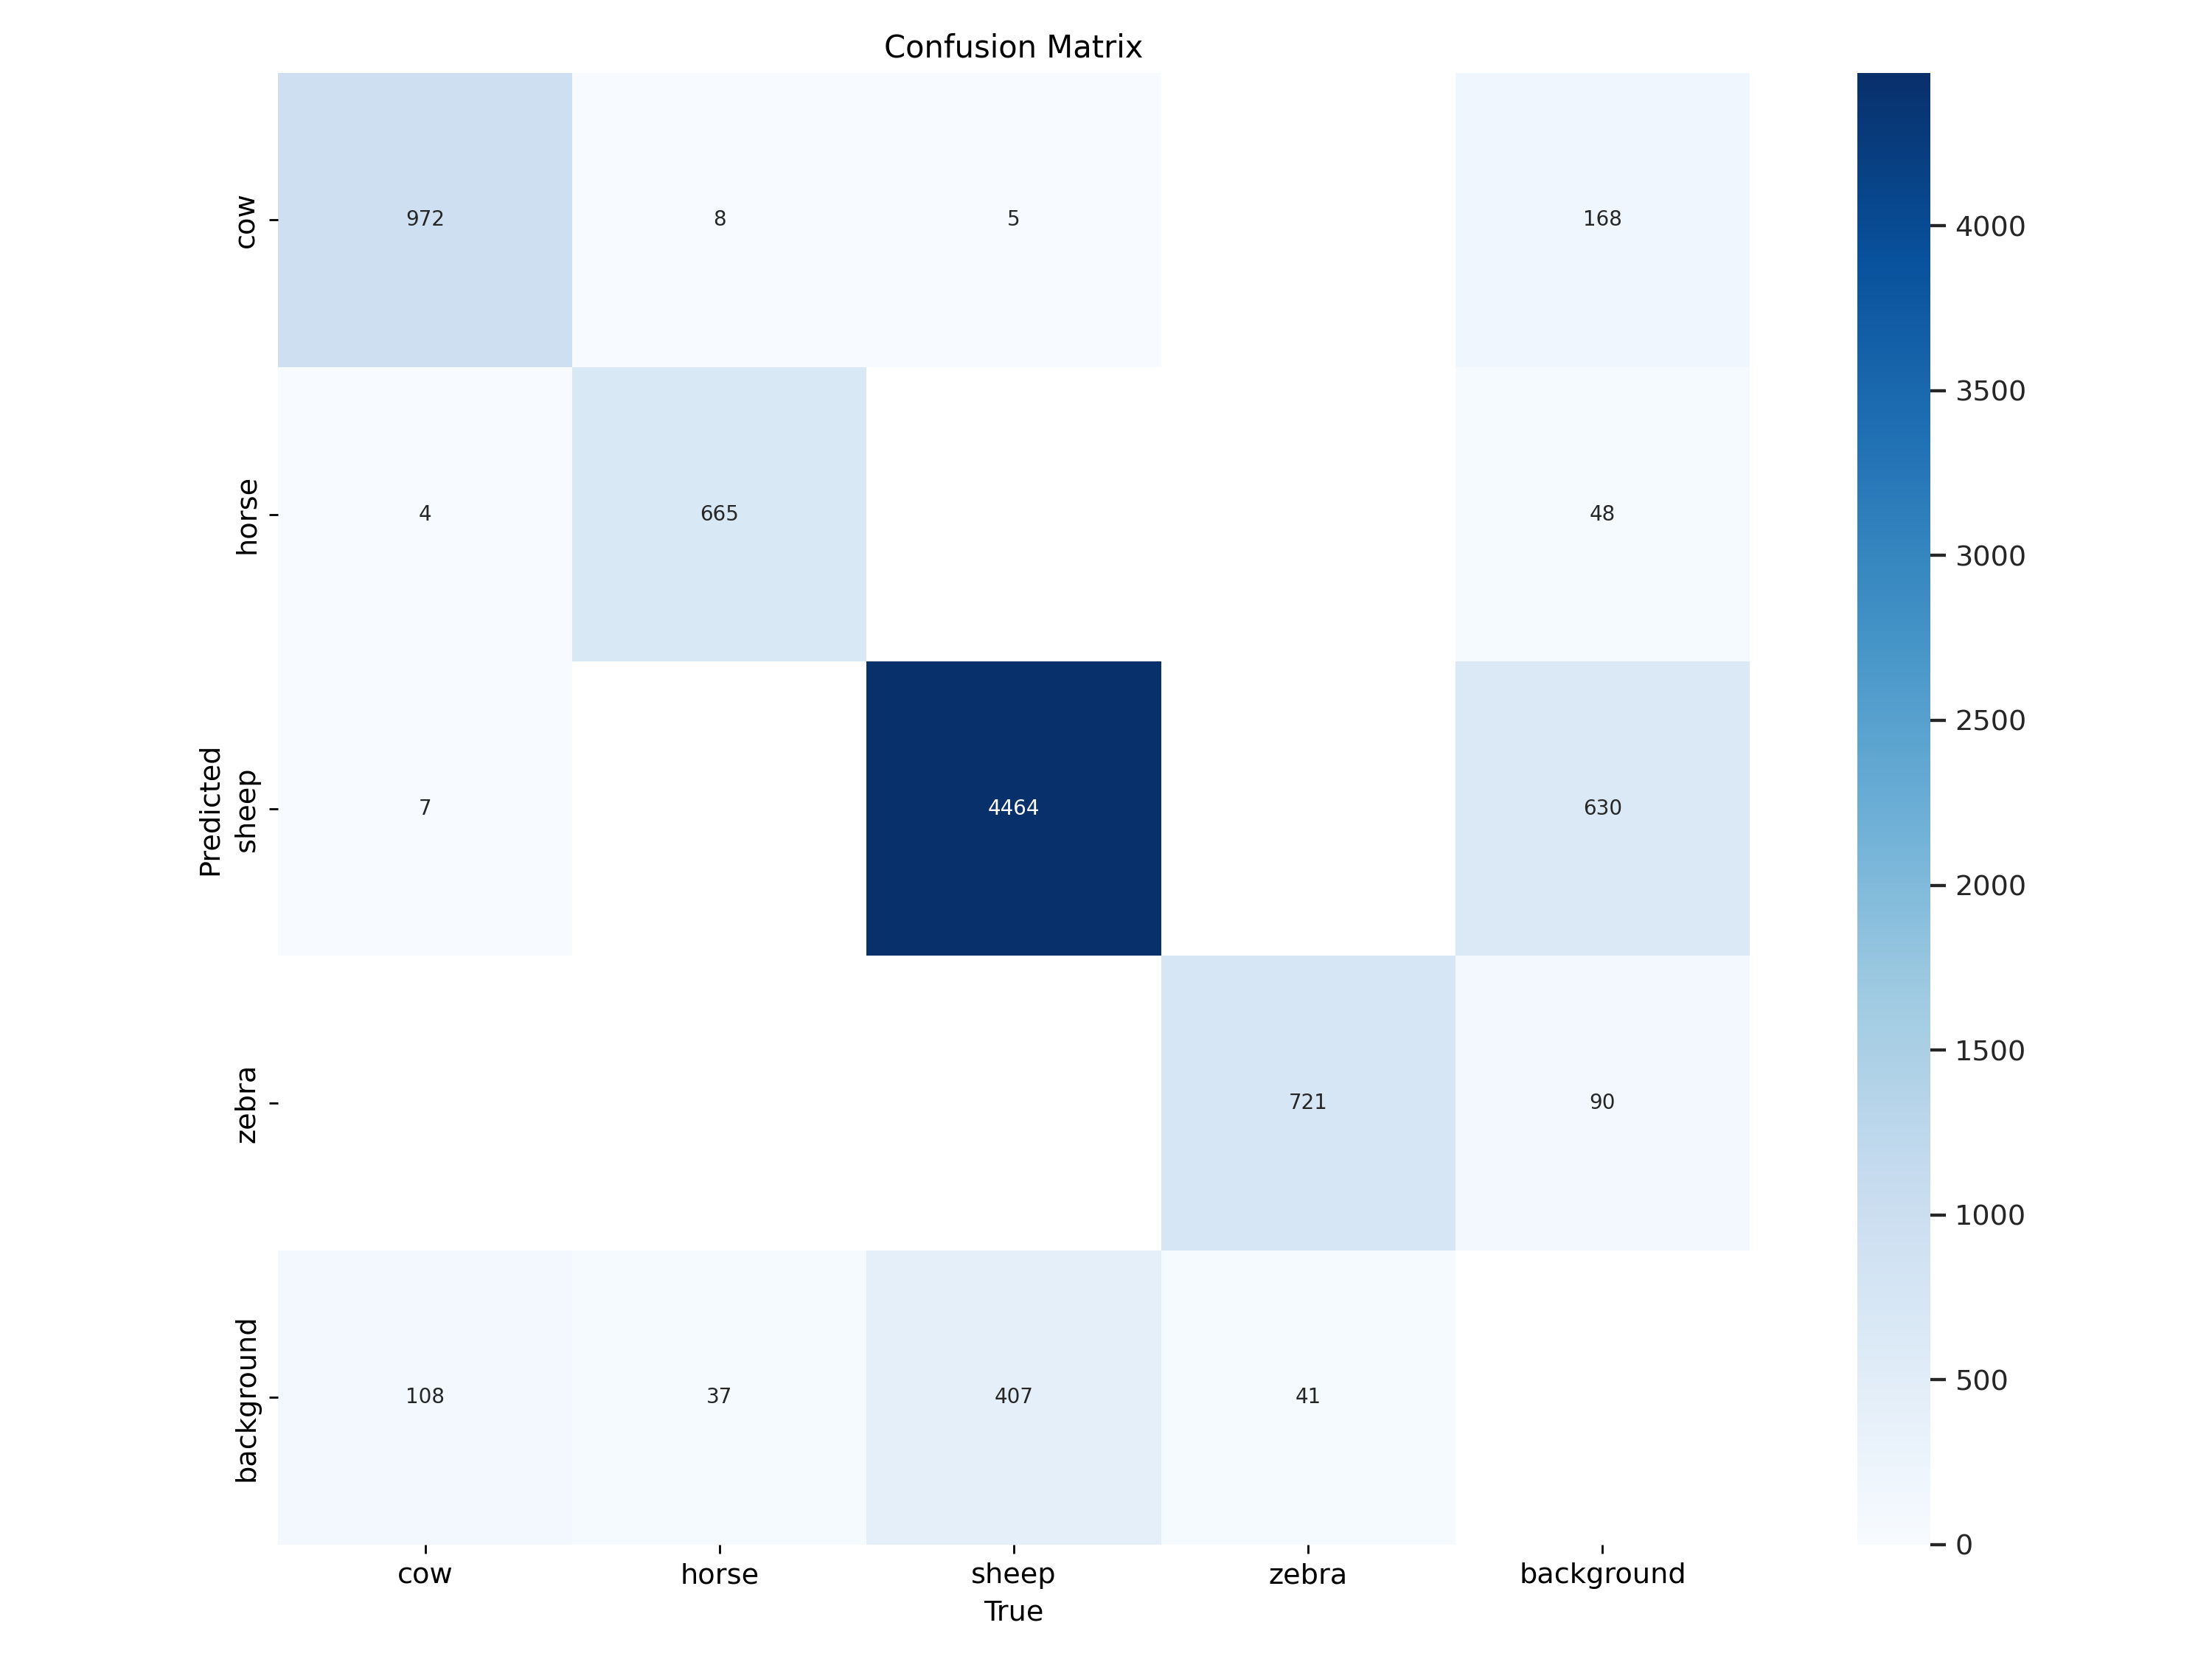 Confusion Matrix
cow
972
8
5
168
horse
4
665
48
Predicted
sheep
7
4464
630
zebra
721
90
background
108
37
407
41
cow
horse
sheep
zebra
background
True
4000
3500
3000
2500
2000
1500
1000
500
0